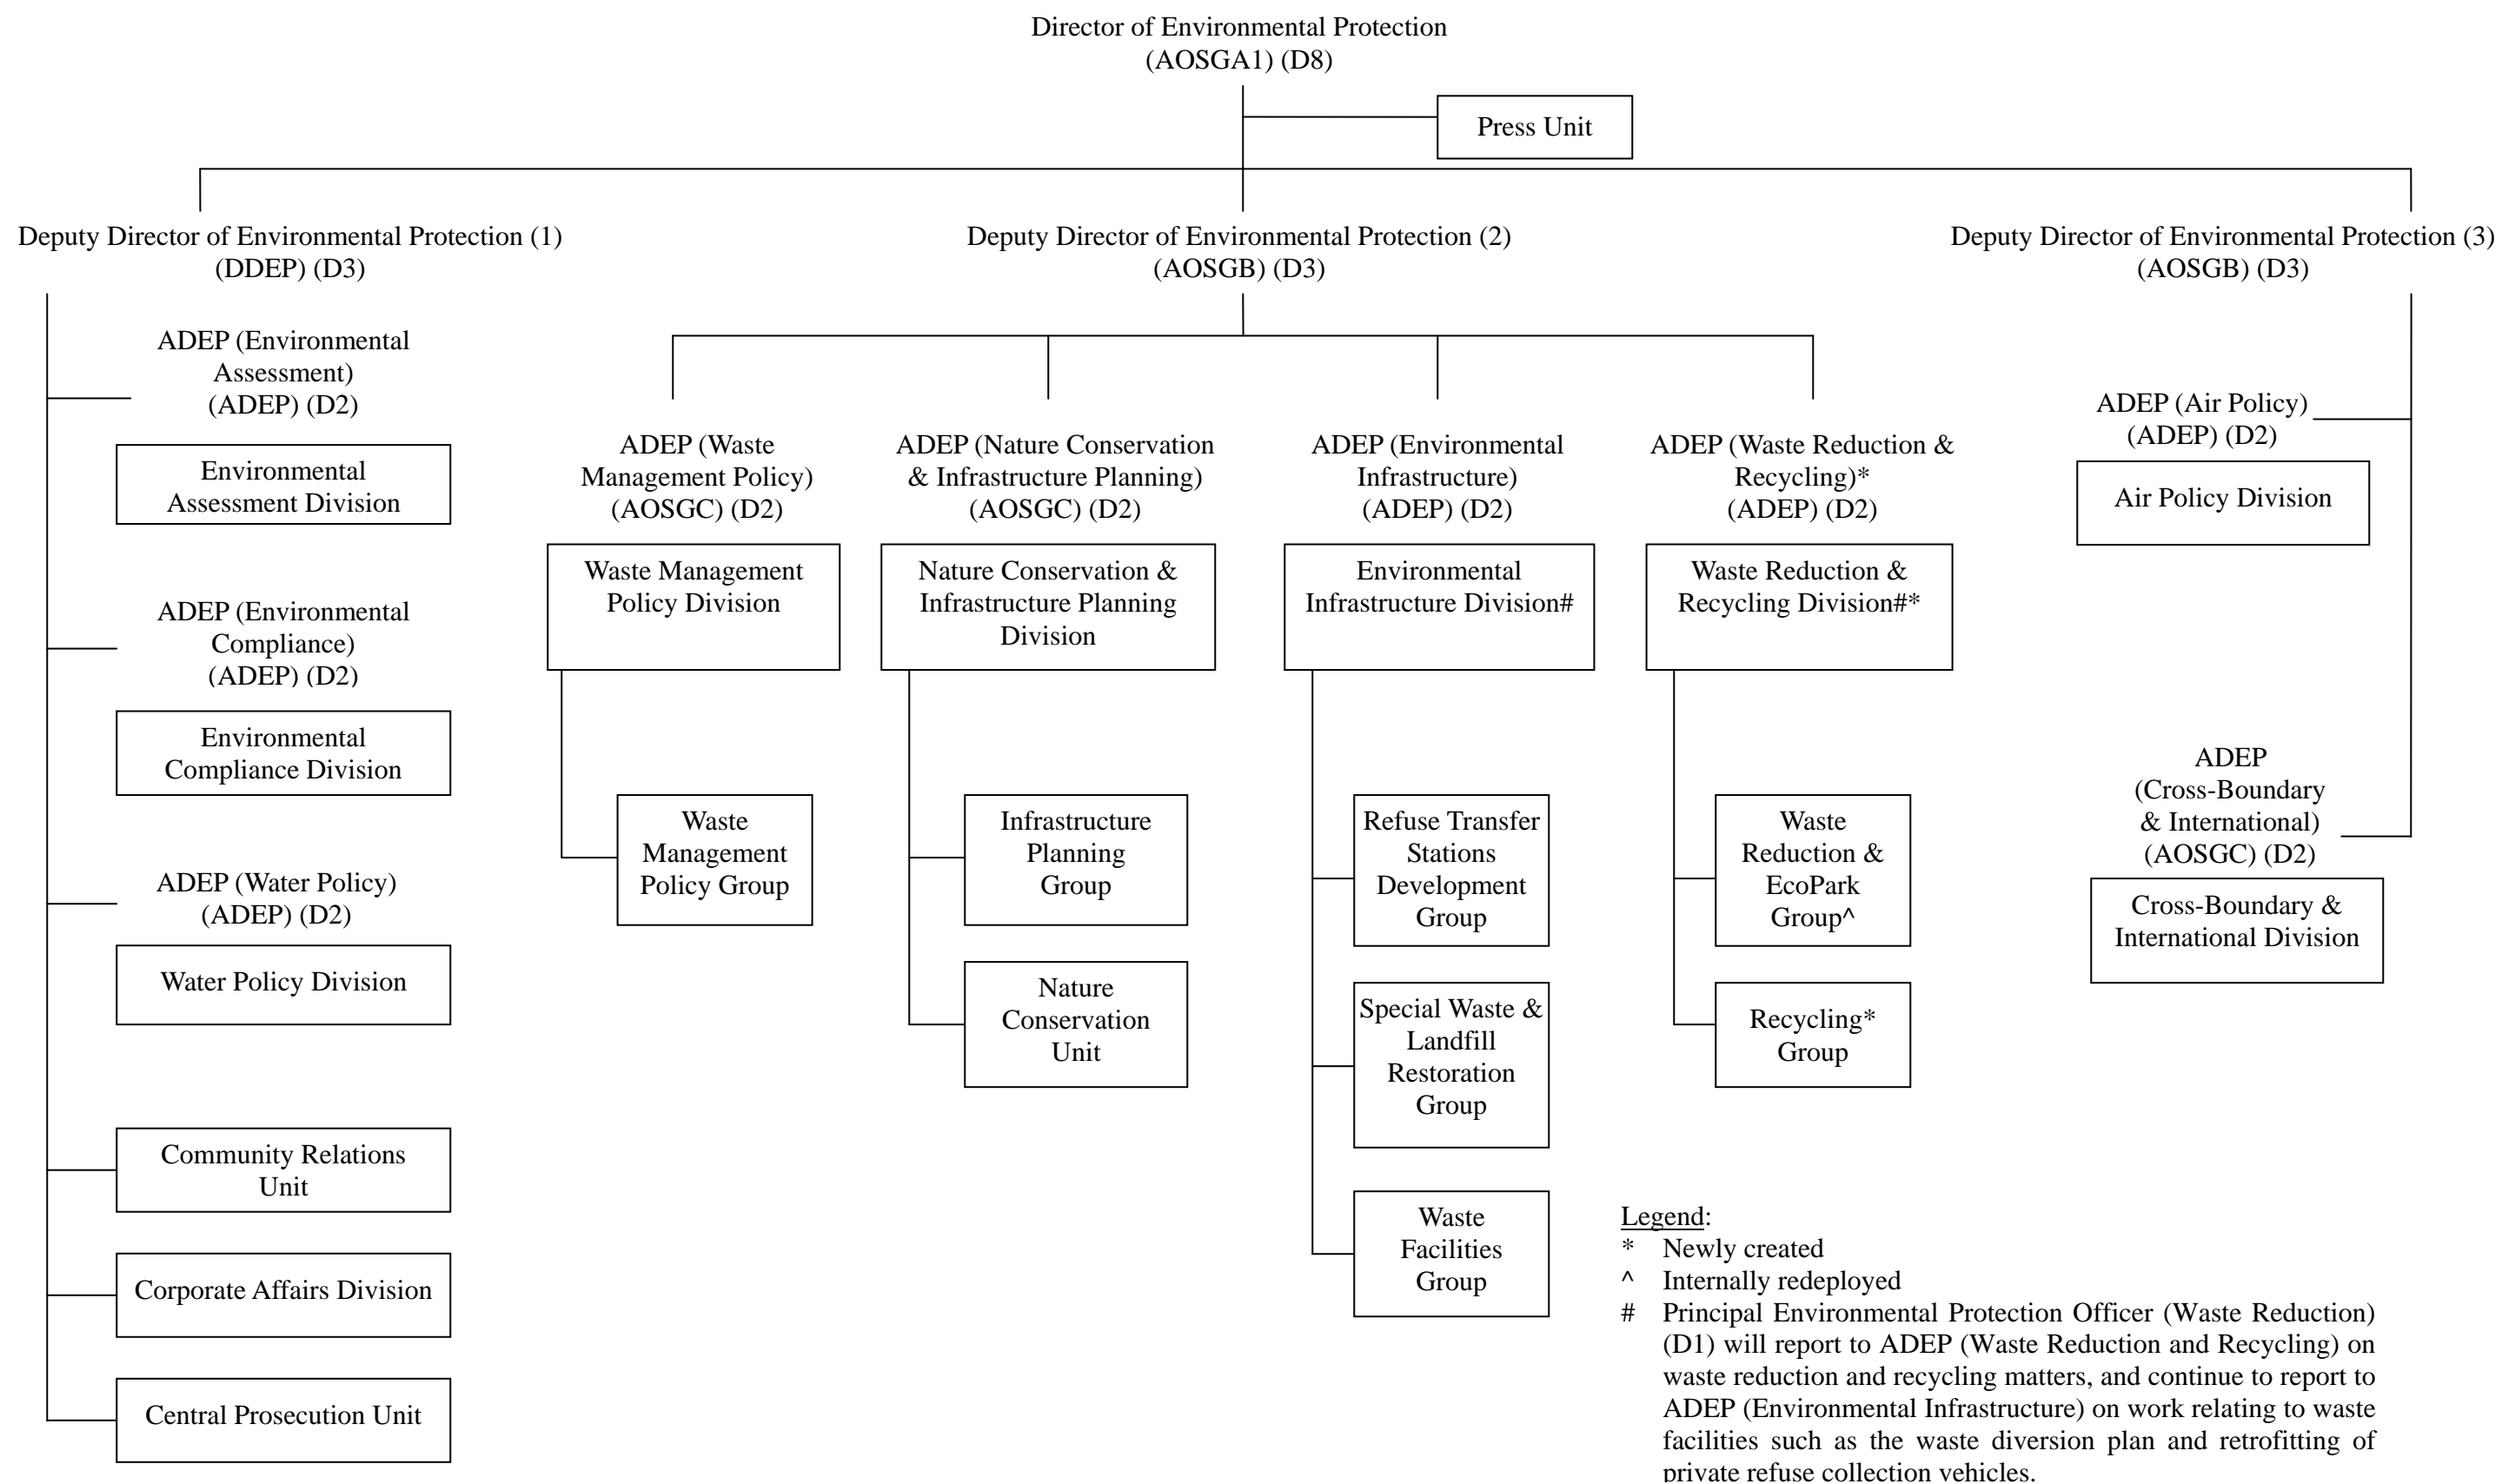 Director of Environmental Protection
(AOSGA1) (D8)
Press Unit
Deputy Director of Environmental Protection (1)
(DDEP) (D3)
Deputy Director of Environmental Protection (2)
(AOSGB) (D3)
Deputy Director of Environmental Protection (3)
(AOSGB) (D3)
ADEP (Environmental
Assessment)
(ADEP) (D2)
Environmental
Assessment Division
ADEP (Environmental
Compliance)
(ADEP) (D2)
Environmental
Compliance Division
ADEP (Water Policy)
(ADEP) (D2)
Water Policy Division
Community Relations
Unit
Corporate Affairs Division
Central Prosecution Unit
ADEP (Waste
Management Policy)
(AOSGC) (D2)
Waste Management
Policy Division
Waste
Management
Policy Group
ADEP (Nature Conservation
& Infrastructure Planning)
(AOSGC) (D2)
Nature Conservation &
Infrastructure Planning
Division
Infrastructure
Planning
Group
Nature
Conservation
Unit
ADEP (Environmental
Infrastructure)
(ADEP) (D2)
Environmental
Infrastructure Division#
Refuse Transfer
Stations
Development
Group
Special Waste &
Landfill
Restoration
Group
Waste
Facilities
Group
ADEP (Waste Reduction &
Recycling)*
(ADEP) (D2)
Waste Reduction &
Recycling Division#*
Waste
Reduction &
EcoPark
Group^
Recycling*
Group
ADEP (Air Policy)
(ADEP) (D2)
Air Policy Division
ADEP
(Cross-Boundary
& International)
(AOSGC) (D2)
Cross-Boundary &
International Division
Legend:
* Newly created
^ Internally redeployed
# Principal Environmental Protection Officer (Waste Reduction)
(D1) will report to ADEP (Waste Reduction and Recycling) on
waste reduction and recycling matters, and continue to report to
ADEP (Environmental Infrastructure) on work relating to waste
facilities such as the waste diversion plan and retrofitting of
private refuse collection vehicles.